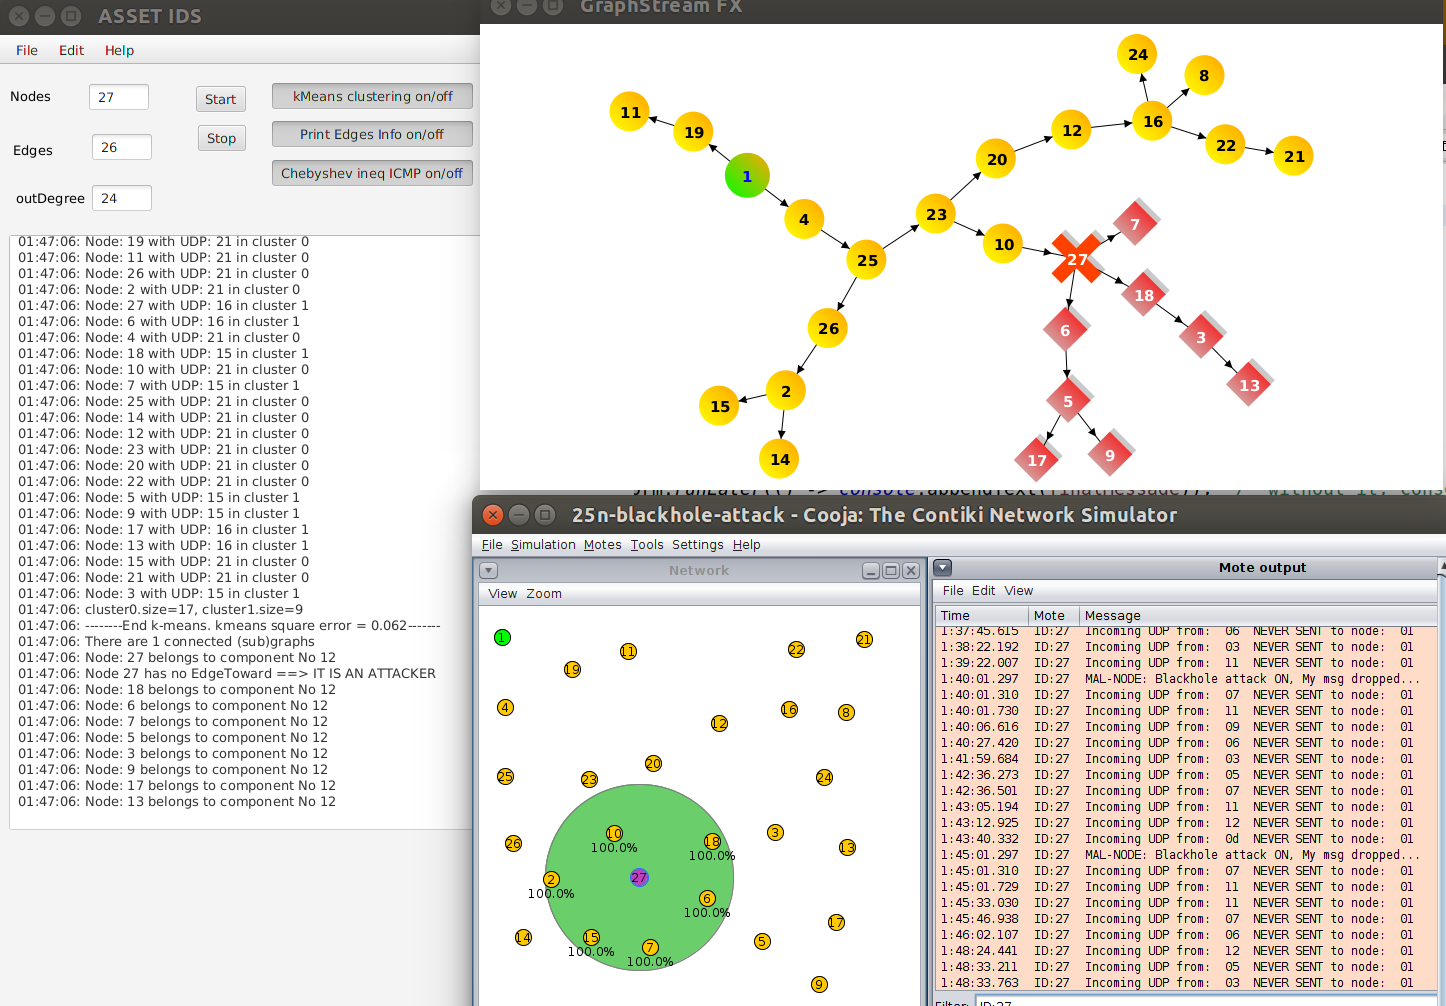 ASSET IDS
File Edit Help
Nodes 27 Start kMeans clustering on/off
Stop Print Edges Info on/off
Edges 26
Chebyshev ineq ICMP on/off
outDegree 24
01:47:06: Node: 19 with UDP: 21 in cluster 0
01:47:06: Node: 11 with UDP: 21 in cluster 0
01:47:06: Node: 26 with UDP: 21 in cluster 0
01:47:06: Node: 2 with UDP: 21 in cluster 0
01:47:06: Node: 27 with UDP: 16 in cluster 1
01:47:06: Node: 6 with UDP: 16 in cluster 1
01:47:06: Node: 4 with UDP: 21 in cluster 0
01:47:06: Node: 18 with UDP: 15 in cluster 1
01:47:06: Node: 10 with UDP: 21 in cluster 0
01:47:06: Node: 7 with UDP: 15 in cluster 1
01:47:06: Node: 25 with UDP: 21 in cluster 0
01:47:06: Node: 14 with UDP: 21 in cluster 0
01:47:06: Node: 12 with UDP: 21 in cluster 0
01:47:06: Node: 23 with UDP: 21 in cluster 0
01:47:06: Node: 20 with UDP: 21 in cluster 0
01:47:06: Node: 22 with UDP: 21 in cluster 0
01:47:06: Node: 5 with UDP: 15 in cluster 1
01:47:06: Node: 9 with UDP: 15 in cluster 1
01:47:06: Node: 17 with UDP: 16 in cluster 1
01:47:06: Node: 13 with UDP: 16 in cluster 1
01:47:06: Node: 15 with UDP: 21 in cluster 0
01:47:06: Node: 21 with UDP: 21 in cluster 0
01:47:06: Node: 3 with UDP: 15 in cluster 1
01:47:06: cluster0.size=17, cluster1.size=9
01:47:06: --------End k-means. kmeans square error = 0.062-------
01:47:06: There are 1 connected (sub)graphs
01:47:06: Node: 27 belongs to component No 12
01:47:06: Node 27 has no EdgeToward ==> IT IS AN ATTACKER
01:47:06: Node: 18 belongs to component No 12
01:47:06: Node: 6 belongs to component No 12
01:47:06: Node: 7 belongs to component No 12
01:47:06: Node: 5 belongs to component No 12
01:47:06: Node: 3 belongs to component No 12
01:47:06: Node: 9 belongs to component No 12
01:47:06: Node: 17 belongs to component No 12
01:47:06: Node: 13 belongs to component No 12
GraphStream FX
24
8
11
19
12
16
22
21
20
1
4
23
7
10
25
27
18
6
26
3
13
2
5
15
14
17
9
25n-blackhole-attack - Cooja: The Contiki Network Simulator
File Simulation Motes Tools Settings Help
Network
View Zoom
1
11
22
21
19
4
12
16
8
20
25
23
24
10
100.0%
18
100.0%
3
26
13
2
100.0%
27
6
100.0%
14
15
100.0%
7
100.0%
5
17
9
Mote output
File Edit View
Time Mote Message
1:37:45.615 ID:27 Incoming UDP from: 06 NEVER SENT to node: 01
1:38:22.192 ID:27 Incoming UDP from: 03 NEVER SENT to node: 01
1:39:22.007 ID:27 Incoming UDP from: 11 NEVER SENT to node: 01
1:40:01.297 ID:27 MAL-NODE: Blackhole attack ON, My msg dropped...
1:40:01.310 ID:27 Incoming UDP from: 07 NEVER SENT to node: 01
1:40:01.730 ID:27 Incoming UDP from: 11 NEVER SENT to node: 01
1:40:06.616 ID:27 Incoming UDP from: 09 NEVER SENT to node: 01
1:40:27.420 ID:27 Incoming UDP from: 06 NEVER SENT to node: 01
1:41:59.684 ID:27 Incoming UDP from: 03 NEVER SENT to node: 01
1:42:36.273 ID:27 Incoming UDP from: 05 NEVER SENT to node: 01
1:42:36.501 ID:27 Incoming UDP from: 07 NEVER SENT to node: 01
1:43:05.194 ID:27 Incoming UDP from: 11 NEVER SENT to node: 01
1:43:12.925 ID:27 Incoming UDP from: 12 NEVER SENT to node: 01
1:43:40.332 ID:27 Incoming UDP from: 0d NEVER SENT to node: 01
1:45:01.297 ID:27 MAL-NODE: Blackhole attack ON, My msg dropped...
1:45:01.310 ID:27 Incoming UDP from: 07 NEVER SENT to node: 01
1:45:01.729 ID:27 Incoming UDP from: 11 NEVER SENT to node: 01
1:45:33.030 ID:27 Incoming UDP from: 11 NEVER SENT to node: 01
1:45:46.938 ID:27 Incoming UDP from: 07 NEVER SENT to node: 01
1:46:02.107 ID:27 Incoming UDP from: 06 NEVER SENT to node: 01
1:48:24.441 ID:27 Incoming UDP from: 12 NEVER SENT to node: 01
1:48:33.211 ID:27 Incoming UDP from: 05 NEVER SENT to node: 01
1:48:33.763 ID:27 Incoming UDP from: 03 NEVER SENT to node: 01
Filter: ID:27